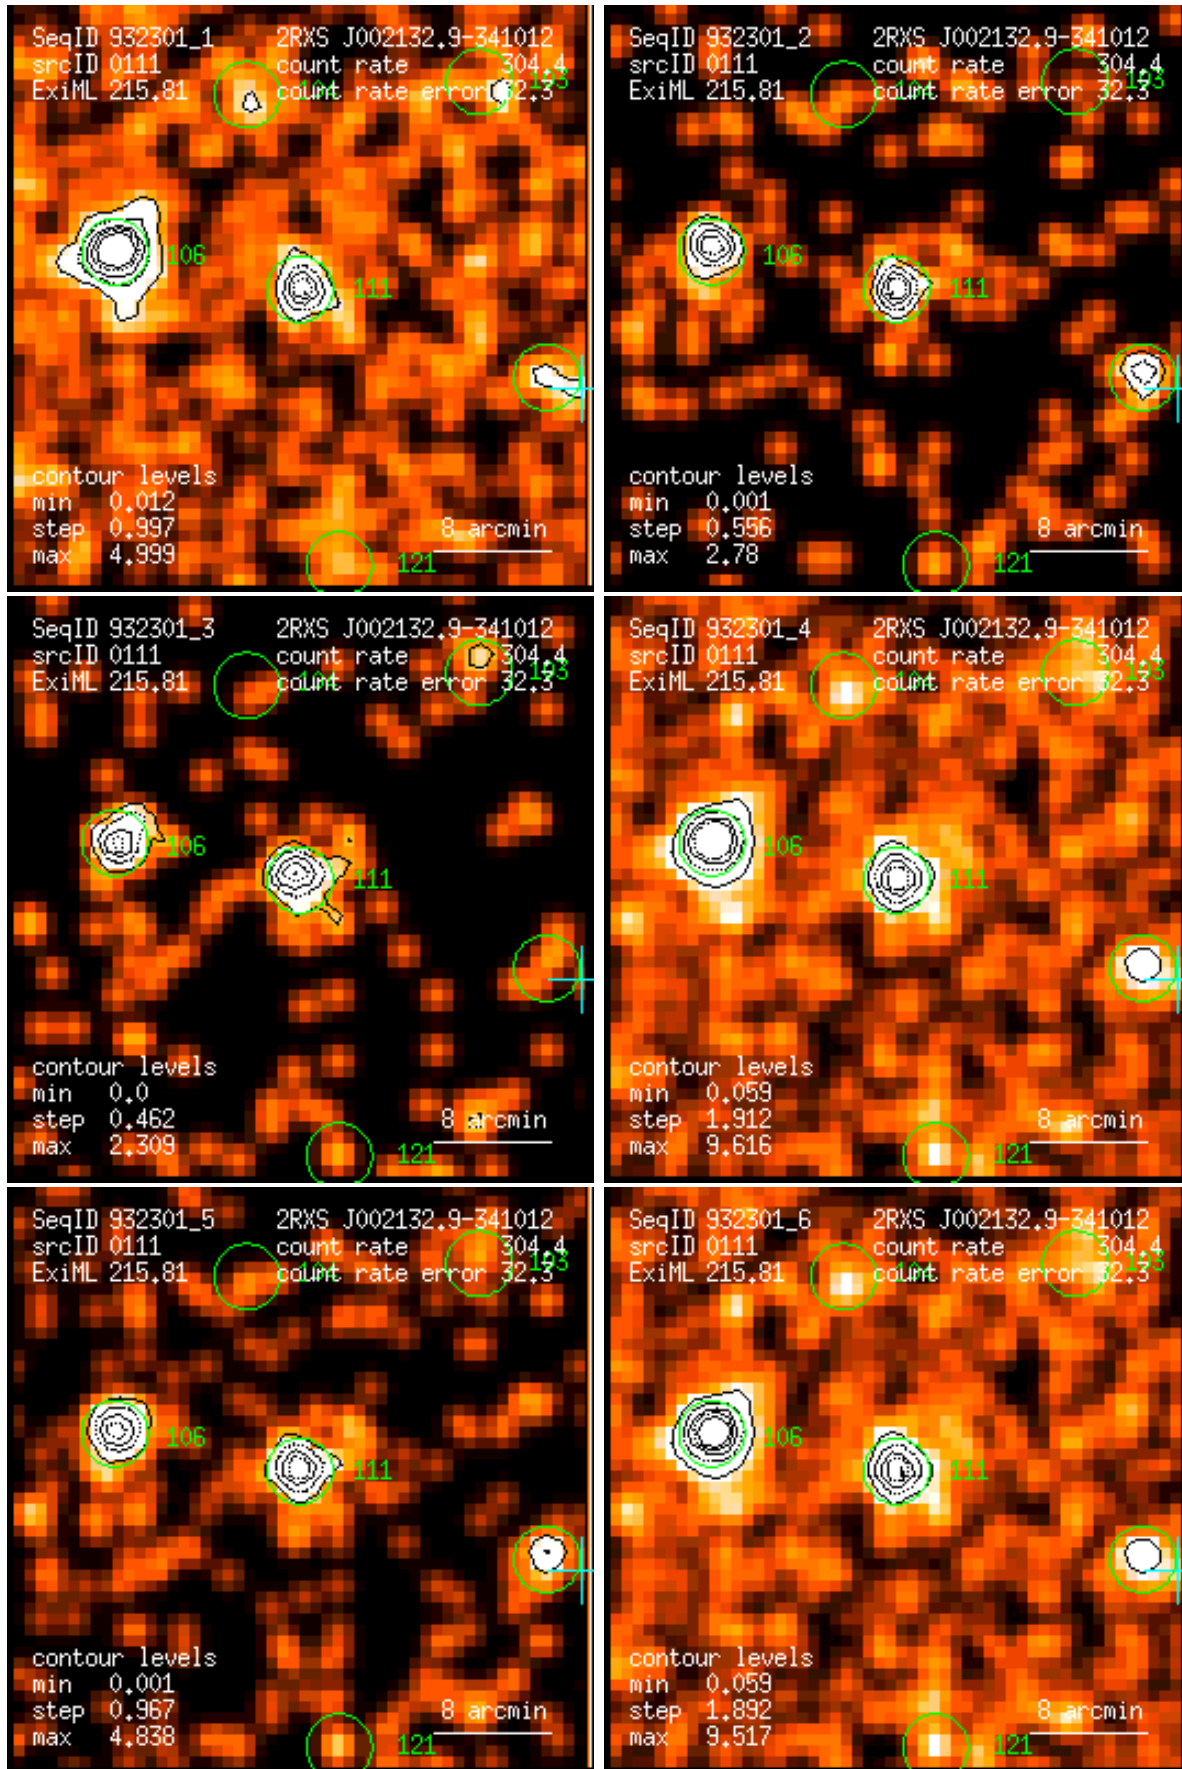 SeqID 932301_1 2RXS J002132.9-341012
srcID 0111 count rate 304.4
ExiML 215.81 count rate error 32.3
104
193
106
111
contour levels
min 0.012
step 0.997 8 arcmin
max 4.999
121
SeqID 932301_2 2RXS J002132.9-341012
srcID 0111 count rate 304.4
ExiML 215.81 count rate error 32.3
106
111
contour levels
min 0.001
step 0.556 8 arcmin
max 2.78
121
SeqID 932301_3 2RXS J002132.9-341012
srcID 0111 count rate 304.4
ExiML 215.81 count rate error 32.3
106
111
contour levels
min 0.0
step 0.462 8 arcmin
max 2.309
121
SeqID 932301_4 2RXS J002132.9-341012
srcID 0111 count rate 304.4
ExiML 215.81 count rate error 32.3
106
111
contour levels
min 0.059
step 1.912 8 arcmin
max 9.616
121
SeqID 932301_5 2RXS J002132.9-341012
srcID 0111 count rate 304.4
ExiML 215.81 count rate error 32.3
106
111
contour levels
min 0.001
step 0.967 8 arcmin
max 4.838
121
SeqID 932301_6 2RXS J002132.9-341012
srcID 0111 count rate 304.4
ExiML 215.81 count rate error 32.3
106
111
contour levels
min 0.059
step 1.892 8 arcmin
max 9.517
121